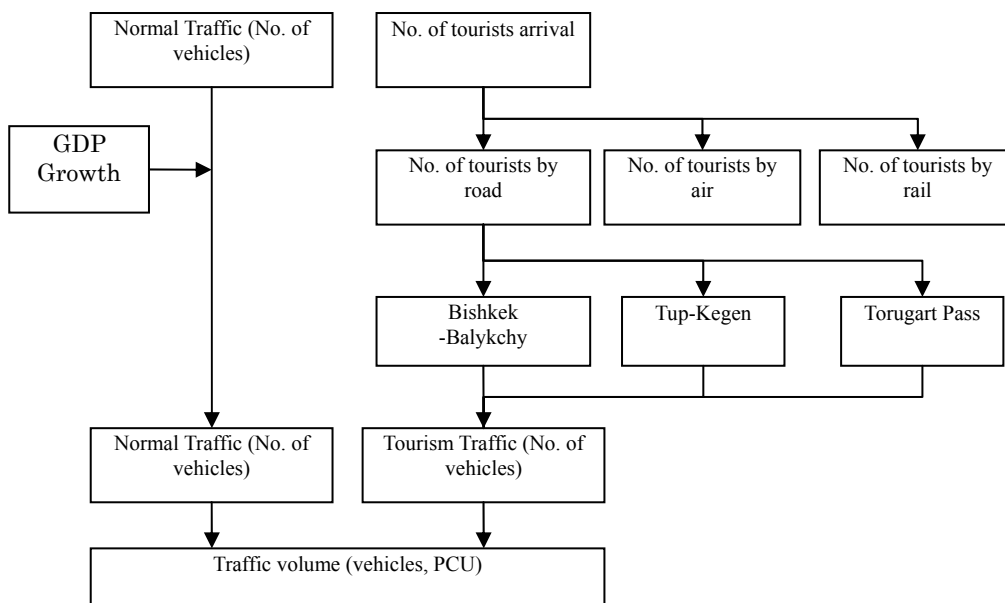 Normal Traffic (No. of
vehicles)
No. of tourists arrival
GDP
Growth
No. of tourists by
road
No. of tourists by
air
No. of tourists by
rail
Bishkek
-Balykchy
Tup-Kegen
Torugart Pass
Normal Traffic (No. of
vehicles)
Tourism Traffic (No. of
vehicles)
Traffic volume (vehicles, PCU)